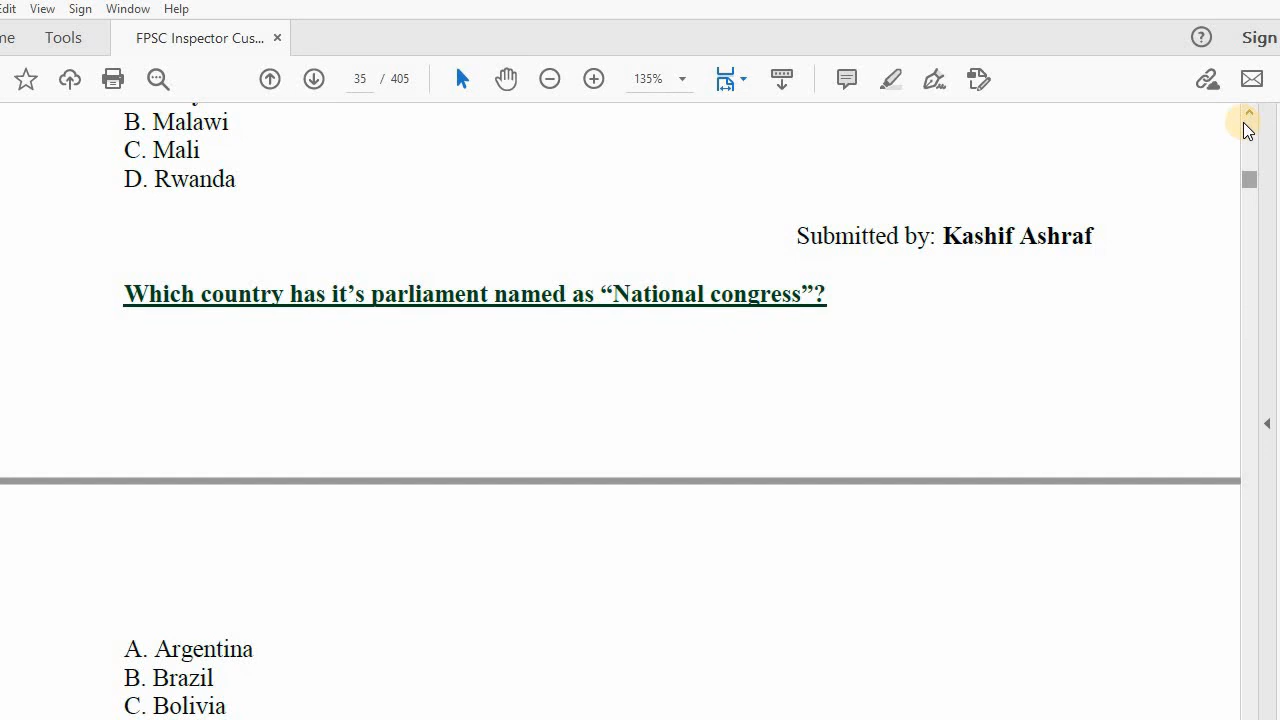 Edit View Sign Window Help
me Tools FPSC Inspector Cus... × ? Sign
35 / 405 135%
B. Malawi
C. Mali
D. Rwanda
Submitted by: Kashif Ashraf
Which country has it’s parliament named as “National congress”?
A. Argentina
B. Brazil
C. Bolivia